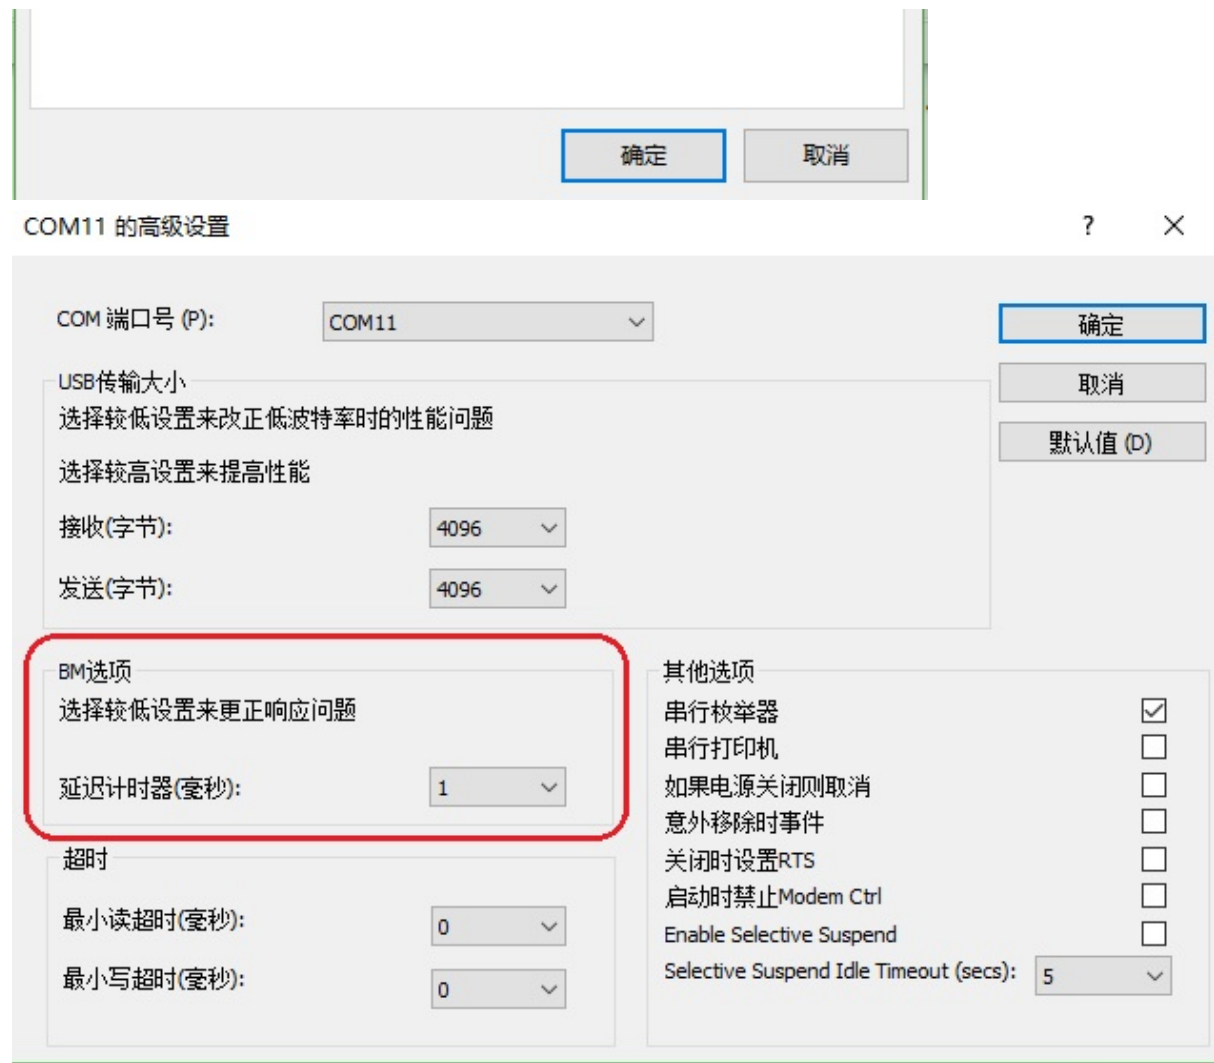 确定 取消
COM11 的高级设置 ?
COM 端口号 (P): COM11
确定
USB传输大小
取消
选择较低设置来改正低波特率时的性能问题
默认值 (D)
选择较高设置来提高性能
接收(字节): 4096
发送(字节): 4096
BM选项
选择较低设置来更正响应问题
延迟计时器(毫秒): 1
超时
最小读超时(毫秒): 0
最小写超时(毫秒): 0
其他选项
串行枚举器
串行打印机
如果电源关闭则取消
意外移除时事件
关闭时设置RTS
启动时禁止Modem Ctrl
Enable Selective Suspend
Selective Suspend Idle Timeout (secs): 5